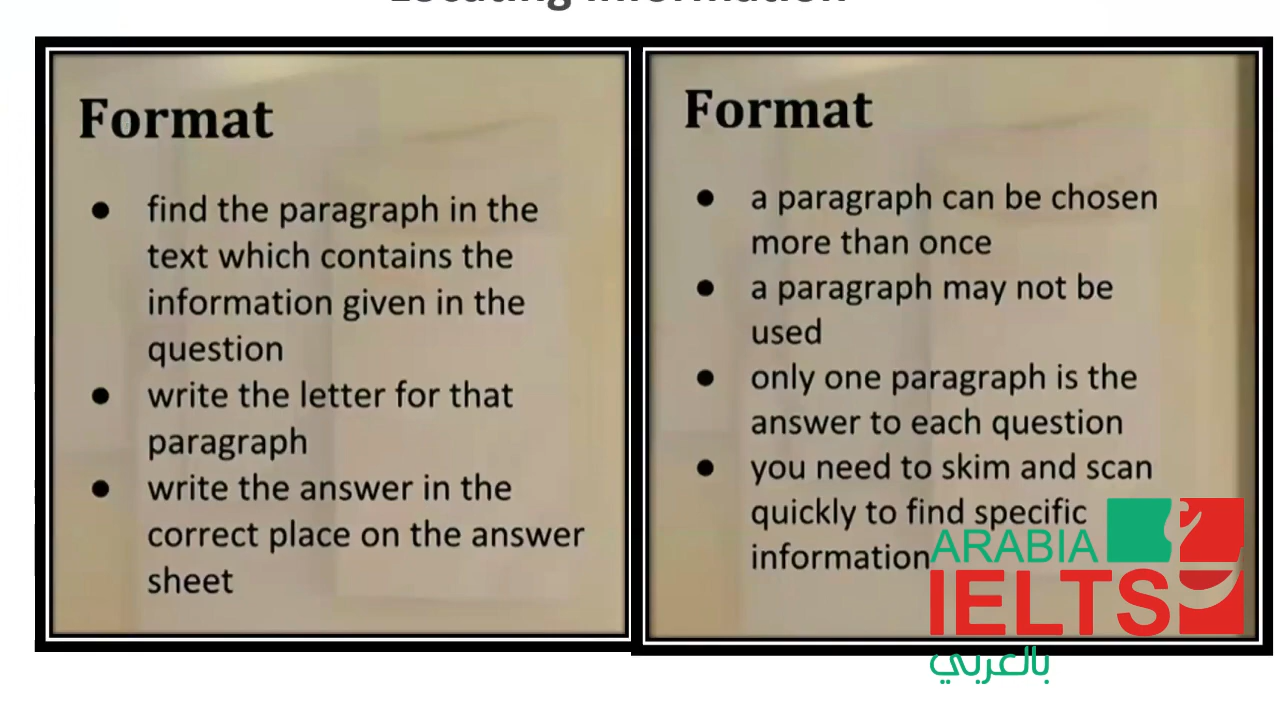 Locating Information
Format
find the paragraph in the
text which contains the
information given in the
question
write the letter for that
paragraph
write the answer in the
correct place on the answer
sheet
Format
a paragraph can be chosen
more than once
a paragraph may not be
used
only one paragraph is the
answer to each question
you need to skim and scan
quickly to find specific
information
ARABIA
IELTS
بالعربي